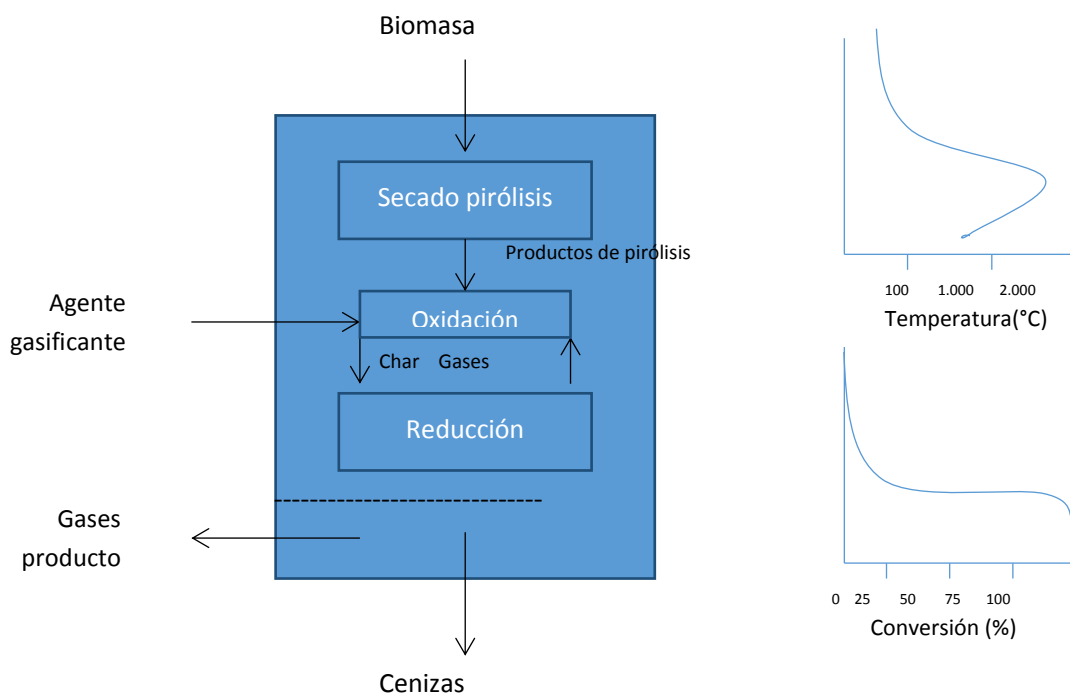 Biomasa
Secado pirólisis
Productos de pirólisis
Agente
gasificante
Oxidación
Char Gases
Reducción
Gases
producto
Cenizas
100 1.000 2.000
Temperatura(°C)
0 25 50 75 100
Conversión (%)